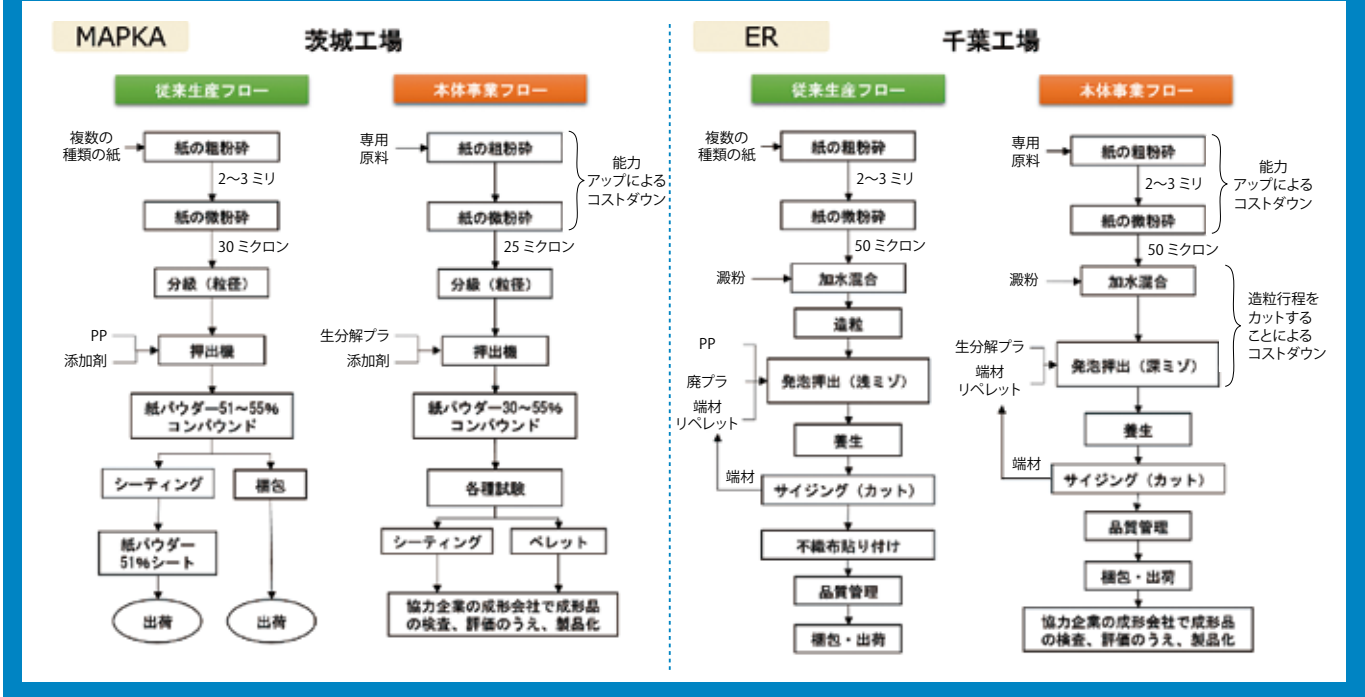 MAPKA
茨城工場
従来生産フロー
複数の
種類の紙
紙の粗粉砕
2〜3 ミリ
紙の微粉砕
30 ミクロン
分級（粒径）
PP
添加剤
押出機
紙パウダー51〜55%
コンパウンド
シーティング
梱包
紙パウダー
51%シート
出荷
出荷
本体事業フロー
専用
原料
紙の粗粉砕
紙の微粉砕
能力
アップによる
コストダウン
25 ミクロン
分級（粒径）
生分解プラ
添加剤
押出機
紙パウダー30〜55%
コンパウンド
各種試験
シーティング
ペレット
協力企業の成形会社で成形品
の検査、評価のうえ、製品化
ER
千葉工場
従来生産フロー
複数の
種類の紙
紙の粗粉砕
2〜3 ミリ
紙の微粉砕
50 ミクロン
澱粉
加水混合
造粒
PP
廃プラ
端材
リペレット
発泡押出（浅ミゾ）
養生
端材
サイジング（カット）
不織布貼り付け
品質管理
梱包・出荷
本体事業フロー
専用
原料
紙の粗粉砕
2〜3 ミリ
紙の微粉砕
能力
アップによる
コストダウン
50 ミクロン
澱粉
加水混合
造粒行程を
カットする
ことによる
コストダウン
生分解プラ
端材
リペレット
発泡押出（深ミゾ）
養生
端材
サイジング（カット）
品質管理
梱包・出荷
協力企業の成形会社で成形品
の検査、評価のうえ、製品化